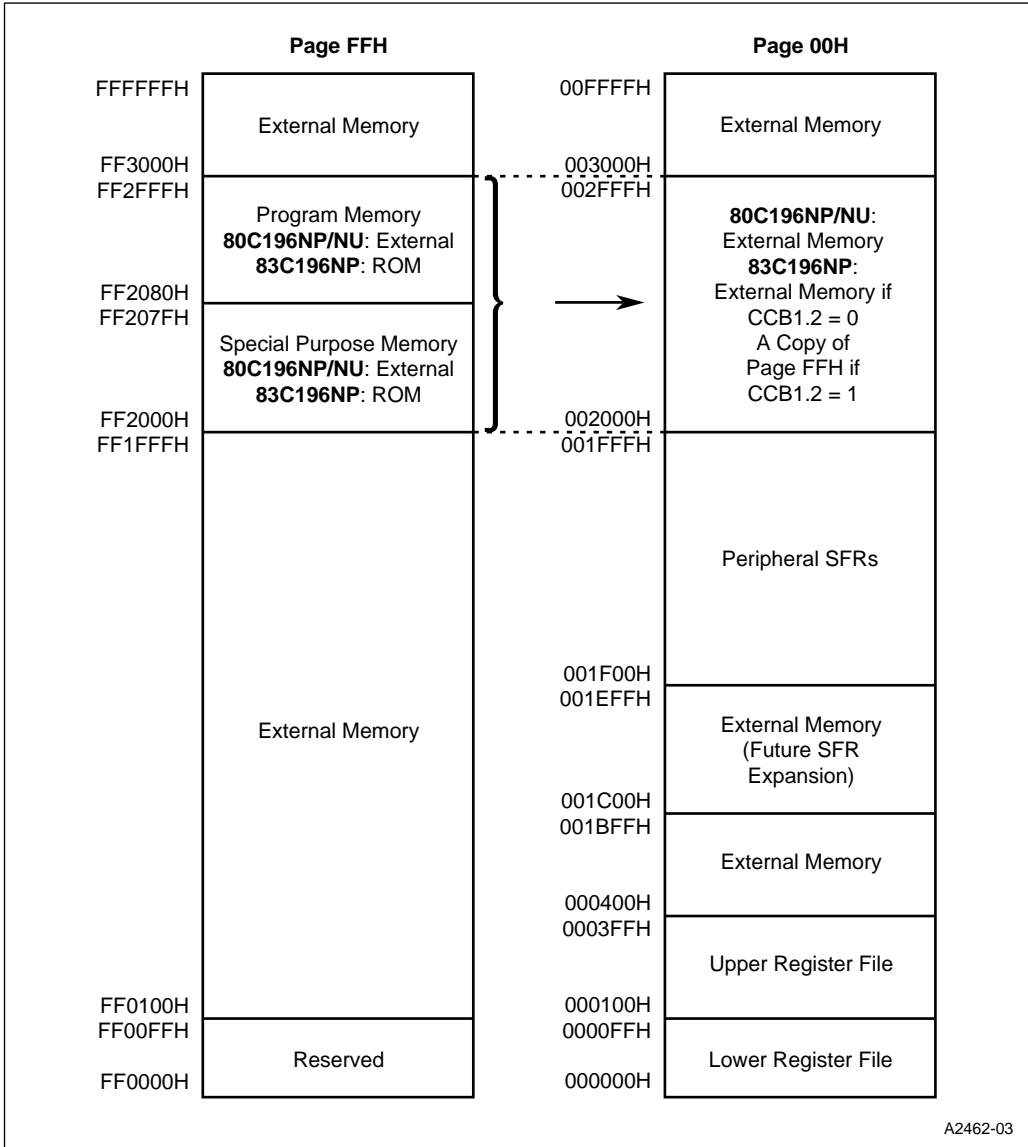 Page FFH
FFFFFFH
External Memory
FF3000H
FF2FFFH
Program Memory
80C196NP/NU: External
83C196NP: ROM
FF2080H
FF207FH
Special Purpose Memory
80C196NP/NU: External
83C196NP: ROM
FF2000H
FF1FFFH
External Memory
FF0100H
FF00FFH
Reserved
FF0000H
Page 00H
00FFFFH
External Memory
003000H
002FFFH
80C196NP/NU:
External Memory
83C196NP:
External Memory if
CCB1.2 = 0
A Copy of
Page FFH if
CCB1.2 = 1
002000H
001FFFH
Peripheral SFRs
001F00H
001EFFH
External Memory
(Future SFR
Expansion)
001C00H
001BFFH
External Memory
000400H
0003FFH
Upper Register File
000100H
0000FFH
Lower Register File
000000H
A2462-03